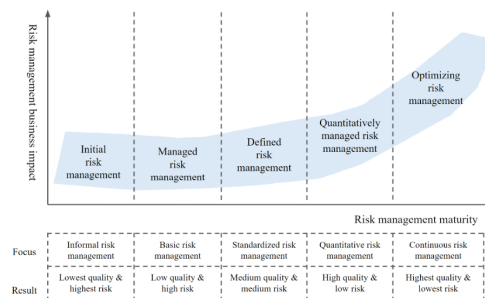 Risk management business
impact
Initial
risk
management
Managed
risk
management
Defined
risk
management
Quantitatively
managed risk
management
Optimizing
risk
management
Risk management maturity
Focus
Informal risk
management
Basic risk
management
Standardized risk
management
Quantitative risk
management
Continuous risk
management
Result
Lowest quality &
highest risk
Low quality &
high risk
Medium quality &
medium risk
High quality &
low risk
Highest quality &
lowest risk